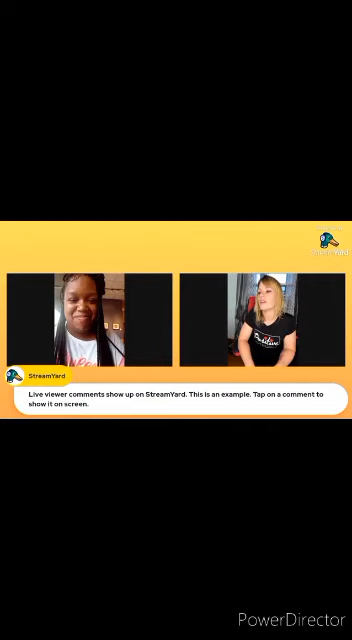 StreamYard
StreamYard
Live viewer comments show up on StreamYard. This is an example. Tap on a comment to
show it on screen.
PowerDirector